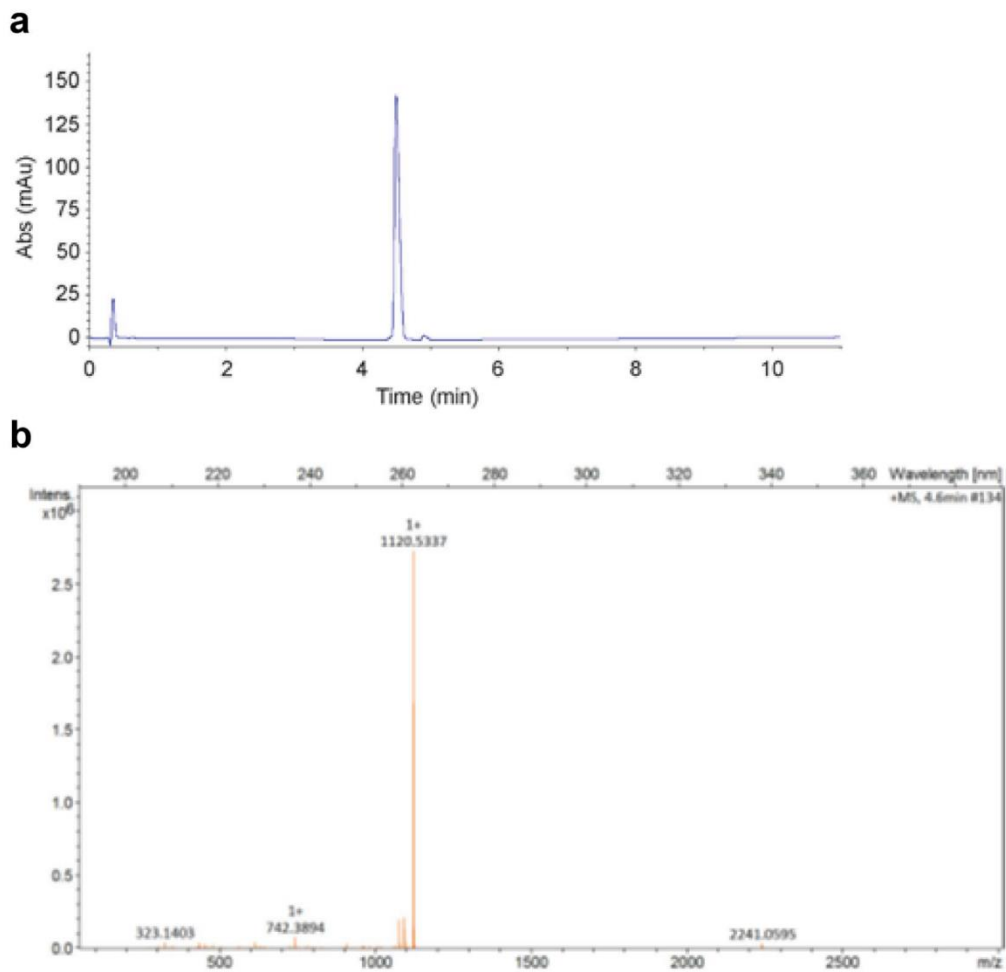 a
150
125
100
75
50
25
0
Abs (mAu)
0 2 4 6 8 10
Time (min)
b
200 220 240 260 280 300 320 340 360 Wavelength [nm]
Intens.
x10⁶
+MS, 4.6min #134
1+
1120.5337
2.5
2.0
1.5
1.0
0.5
0.0
1+
323.1403 742.3894 2241.0595
500 1000 1500 2000 2500 m/z